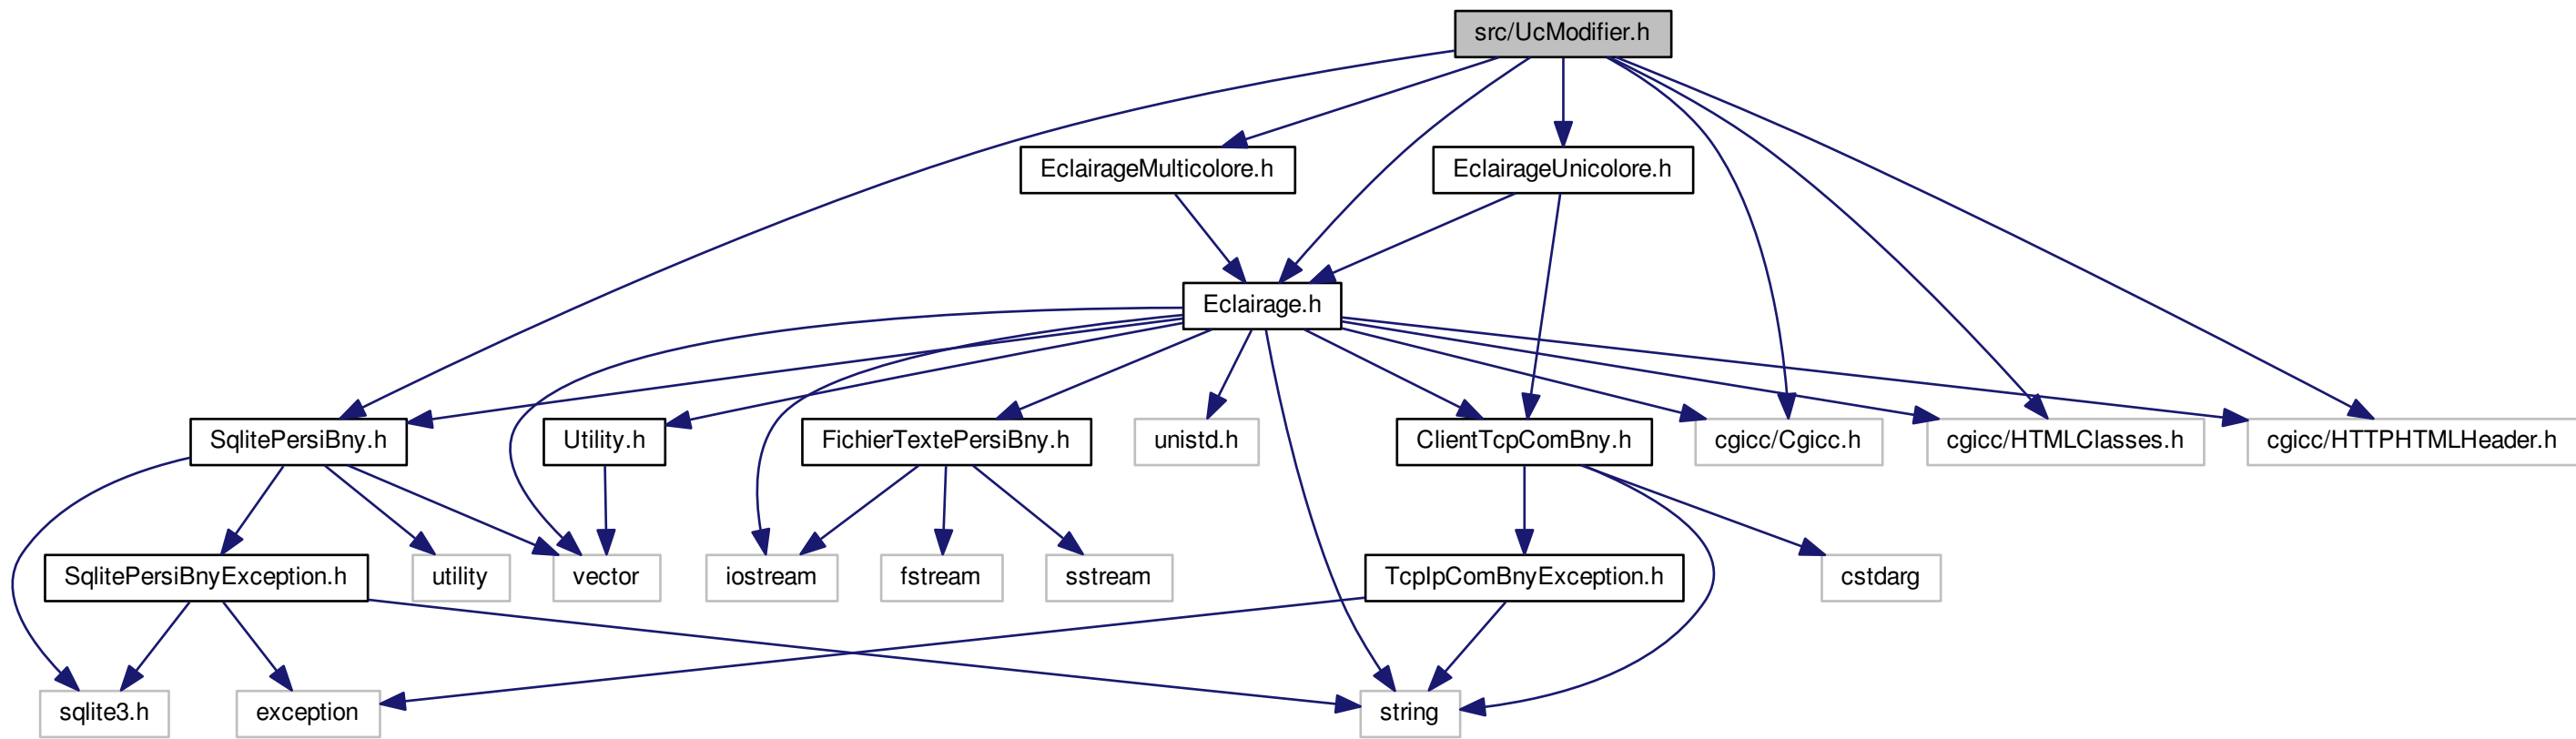 src/UcModifier.h
EclairageMulticolore.h
EclairageUnicolore.h
Eclairage.h
SqlitePersiBny.h
Utility.h
FichierTextePersiBny.h
unistd.h
ClientTcpComBny.h
cgicc/Cgicc.h
cgicc/HTMLClasses.h
cgicc/HTTPHTMLHeader.h
SqlitePersiBnyException.h
utility
vector
iostream
fstream
sstream
TcpIpComBnyException.h
cstdarg
sqlite3.h
exception
string